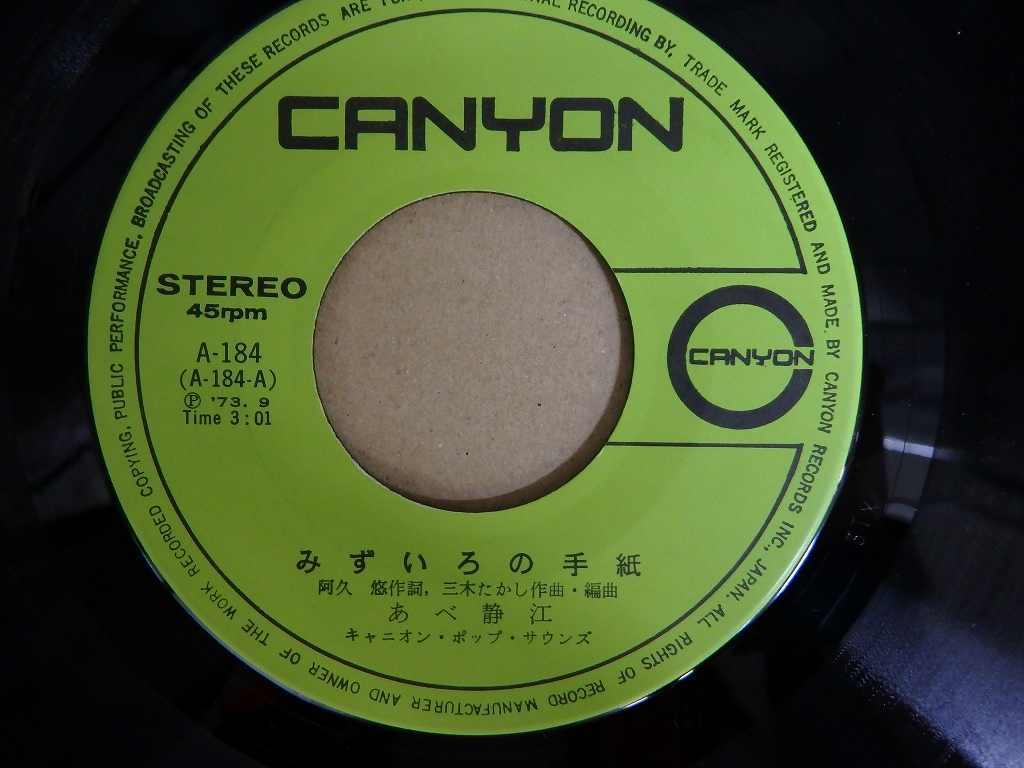 CANYON
STEREO
45rpm
A-184
(A-184-A)
Ⓟ '73. 9
Time 3:01
CANYON
みずいろの手紙
阿久 悠作詞, 三木たかし作曲・編曲
あべ静江
キャニオン・ポップ・サウンズ
RECORDING BY, TRADE MARK REGISTERED AND MADE, BY CANYON RECORDS INC., JAPAN. ALL RIGHTS OF RECORD MANUFACTURER AND OWNER OF THE WORK RECORDED COPYING, PUBLIC PERFORMANCE, BROADCASTING OF THESE RECORDS ARE